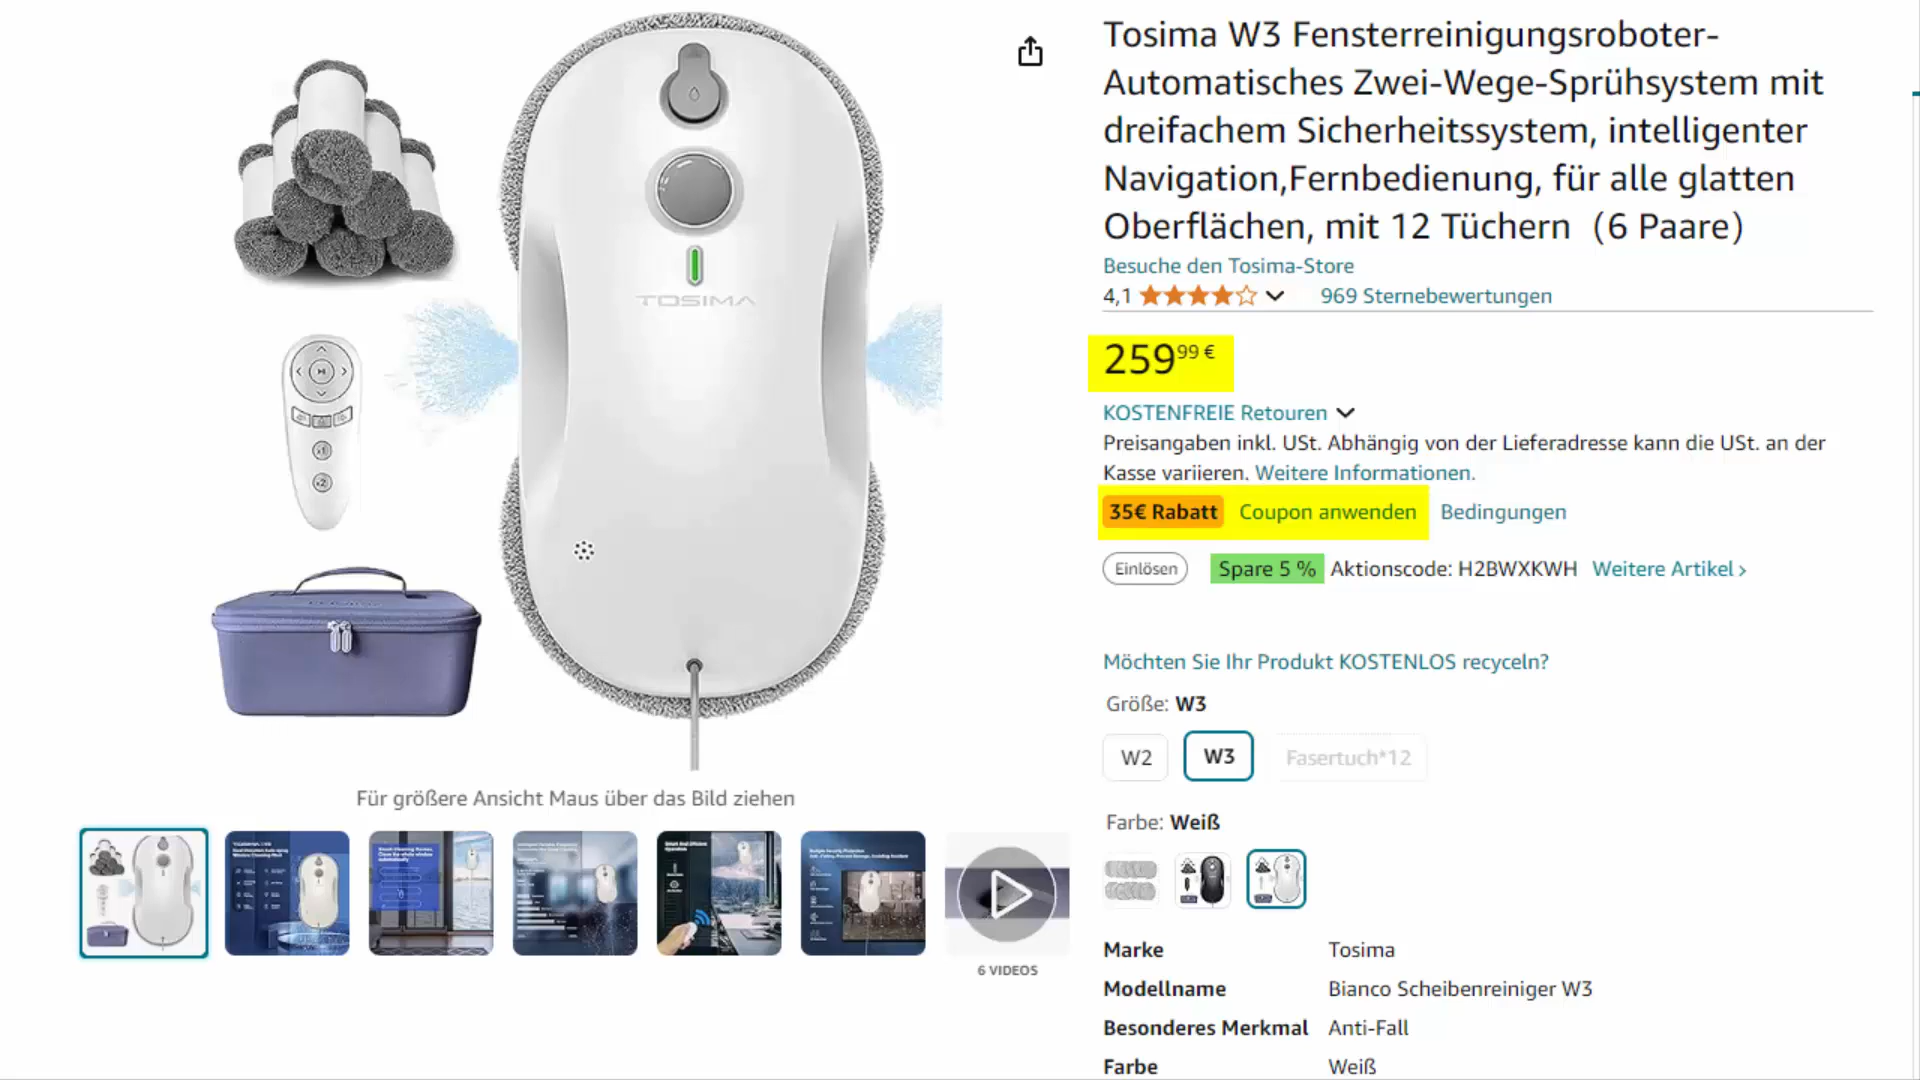 Tosima W3 Fensterreinigungsroboter-
Automatisches Zwei-Wege-Sprühsystem mit
dreifachem Sicherheitssystem, intelligenter
Navigation,Fernbedienung, für alle glatten
Oberflächen, mit 12 Tüchern（6 Paare）
Besuche den Tosima-Store
4,1 969 Sternebewertungen
259 99 €
KOSTENFREIE Retouren
Preisangaben inkl. USt. Abhängig von der Lieferadresse kann die USt. an der
Kasse variieren. Weitere Informationen.
35€ Rabatt Coupon anwenden Bedingungen
Einlösen Spare 5 % Aktionscode: H2BWXKWH Weitere Artikel ›
Möchten Sie Ihr Produkt KOSTENLOS recyceln?
Größe: W3
W2 W3 Fasertuch*12
Farbe: Weiß
Marke Tosima
Modellname Bianco Scheibenreiniger W3
Besonderes Merkmal Anti-Fall
Farbe Weiß
TOSIMA
Für größere Ansicht Maus über das Bild ziehen
6 VIDEOS